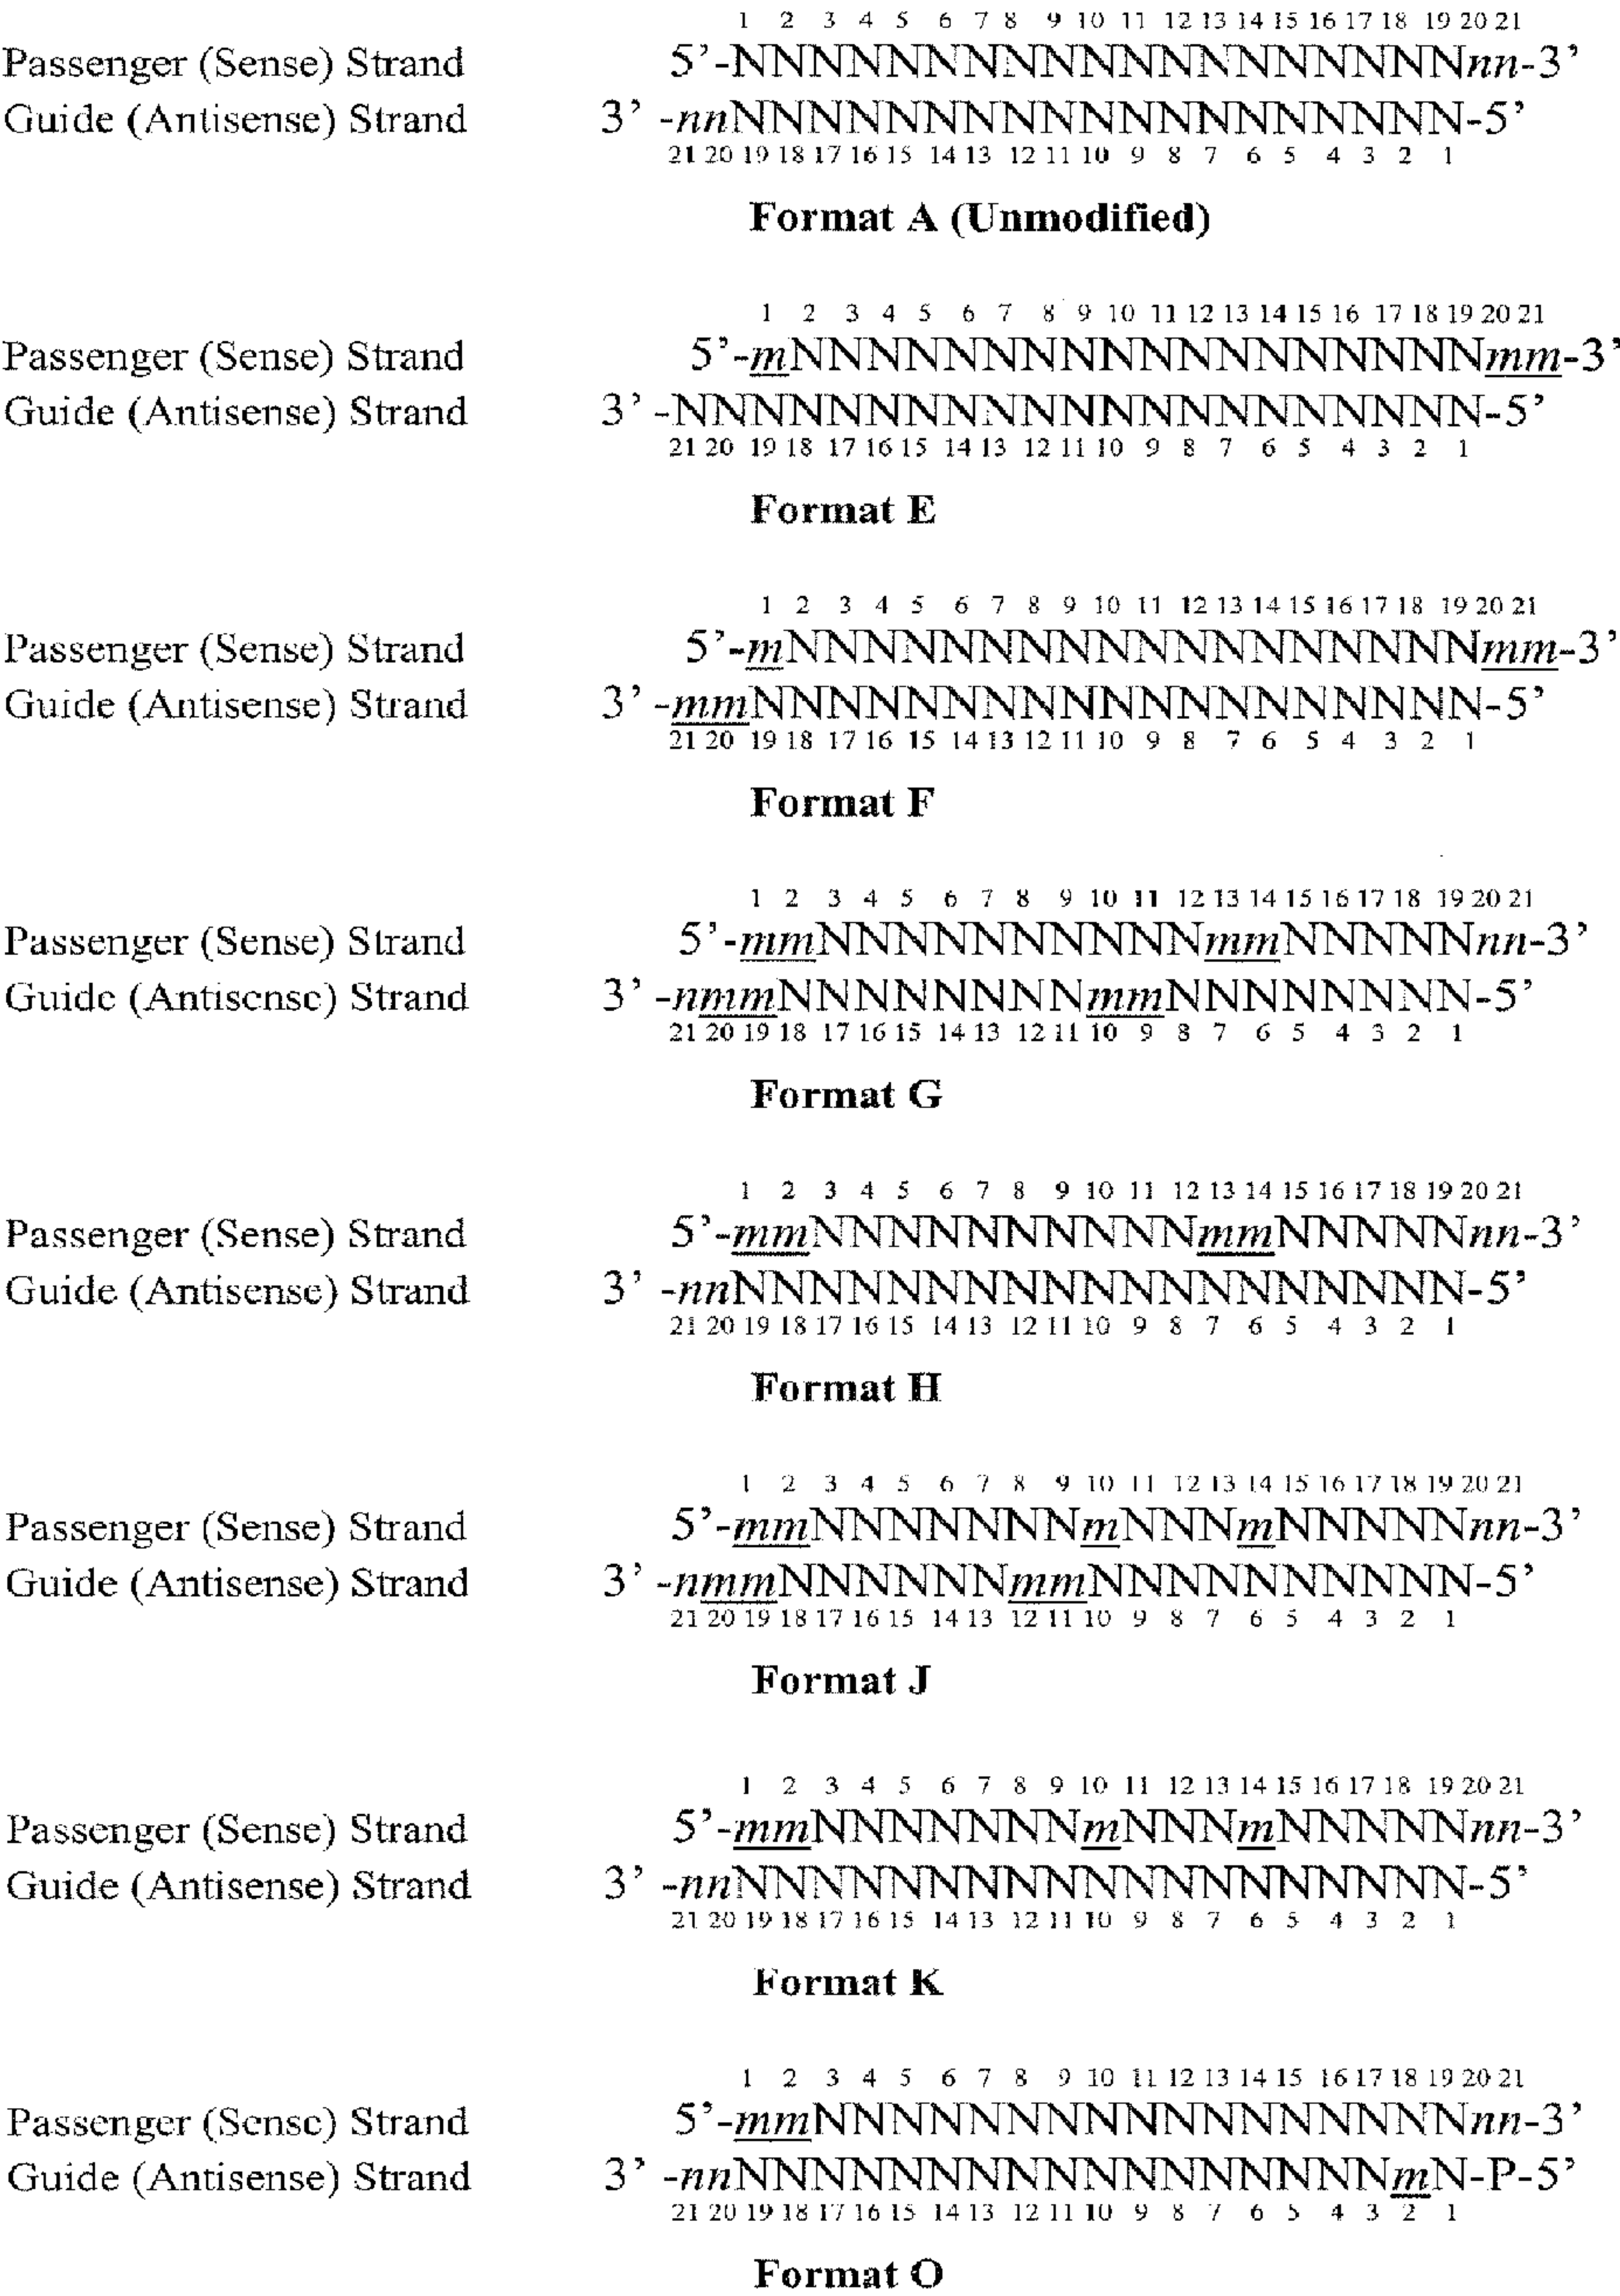 1 2 3 4 5 6 7 8 9 10 11 12 13 14 15 16 17 18 19 20 21
Passenger (Sense) Strand 5’-NNNNNNNNNNNNNNNNNNNnn-3’
Guide (Antisense) Strand 3’-nnNNNNNNNNNNNNNNNNNNN-5’
21 20 19 18 17 16 15 14 13 12 11 10 9 8 7 6 5 4 3 2 1
Format A (Unmodified)
1 2 3 4 5 6 7 8 9 10 11 12 13 14 15 16 17 18 19 20 21
Passenger (Sense) Strand 5’-mNNNNNNNNNNNNNNNNNNmm-3’
Guide (Antisense) Strand 3’-NNNNNNNNNNNNNNNNNNNNN-5’
21 20 19 18 17 16 15 14 13 12 11 10 9 8 7 6 5 4 3 2 1
Format E
1 2 3 4 5 6 7 8 9 10 11 12 13 14 15 16 17 18 19 20 21
Passenger (Sense) Strand 5’-mNNNNNNNNNNNNNNNNNNmm-3’
Guide (Antisense) Strand 3’-mmNNNNNNNNNNNNNNNNNNN-5’
21 20 19 18 17 16 15 14 13 12 11 10 9 8 7 6 5 4 3 2 1
Format F
1 2 3 4 5 6 7 8 9 10 11 12 13 14 15 16 17 18 19 20 21
Passenger (Sense) Strand 5’-mmNNNNNNNNNNmmNNNNNnn-3’
Guide (Antisense) Strand 3’-nmmNNNNNNNNmmNNNNNNNN-5’
21 20 19 18 17 16 15 14 13 12 11 10 9 8 7 6 5 4 3 2 1
Format G
1 2 3 4 5 6 7 8 9 10 11 12 13 14 15 16 17 18 19 20 21
Passenger (Sense) Strand 5’-mmNNNNNNNNNNmmNNNNNnn-3’
Guide (Antisense) Strand 3’-nnNNNNNNNNNNNNNNNNNNN-5’
21 20 19 18 17 16 15 14 13 12 11 10 9 8 7 6 5 4 3 2 1
Format H
1 2 3 4 5 6 7 8 9 10 11 12 13 14 15 16 17 18 19 20 21
Passenger (Sense) Strand 5’-mmNNNNNNNmNNNmNNNNNnn-3’
Guide (Antisense) Strand 3’-nmmNNNNNNmmNNNNNNNNNN-5’
21 20 19 18 17 16 15 14 13 12 11 10 9 8 7 6 5 4 3 2 1
Format J
1 2 3 4 5 6 7 8 9 10 11 12 13 14 15 16 17 18 19 20 21
Passenger (Sense) Strand 5’-mmNNNNNNNmNNNmNNNNNnn-3’
Guide (Antisense) Strand 3’-nnNNNNNNNNNNNNNNNNNNN-5’
21 20 19 18 17 16 15 14 13 12 11 10 9 8 7 6 5 4 3 2 1
Format K
1 2 3 4 5 6 7 8 9 10 11 12 13 14 15 16 17 18 19 20 21
Passenger (Sense) Strand 5’-mmNNNNNNNNNNNNNNNNNnn-3’
Guide (Antisense) Strand 3’-nnNNNNNNNNNNNNNNNNNmN-P-5’
21 20 19 18 17 16 15 14 13 12 11 10 9 8 7 6 5 4 3 2 1
Format O